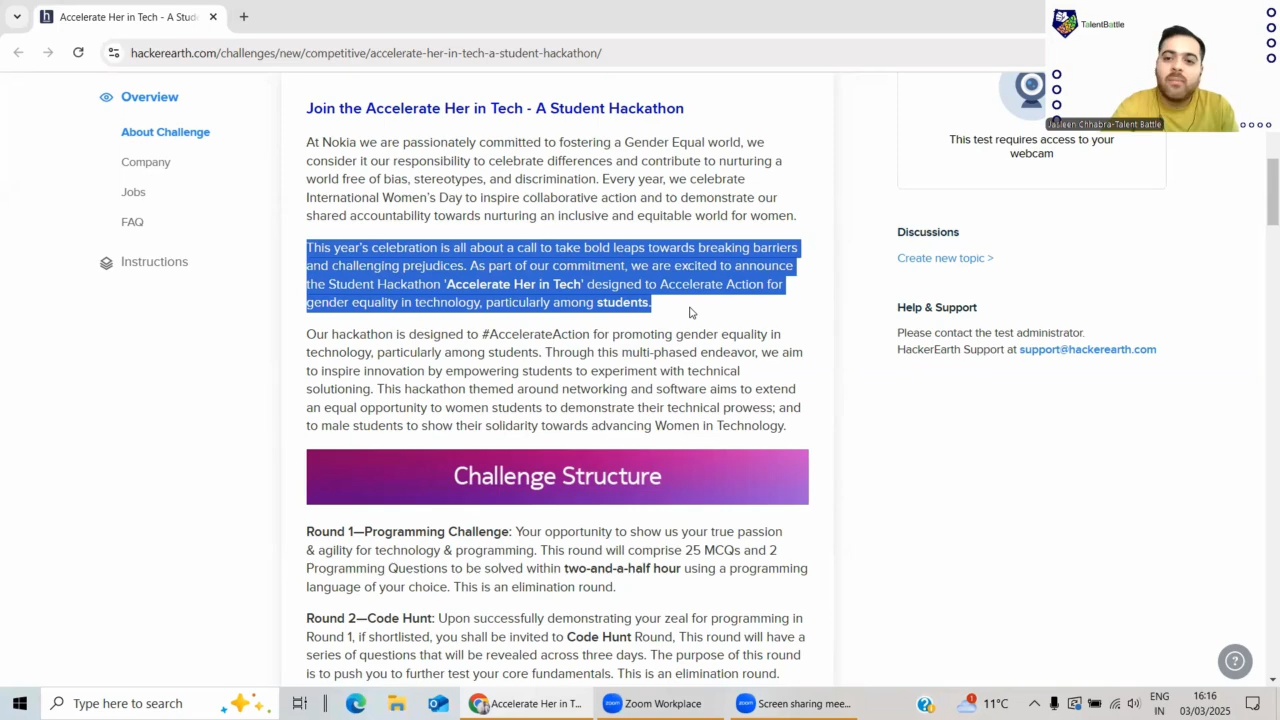 Accelerate Her in Tech - A Stud
hackerearth.com/challenges/new/competitive/accelerate-her-in-tech-a-student-hackathon/
TalentBattle
Jasleen Chhabra-Talent Battle
Overview
About Challenge
Company
Jobs
FAQ
Instructions
Join the Accelerate Her in Tech - A Student Hackathon
At Nokia, we are passionately committed to fostering a Gender Equal world, we
consider it our responsibility to celebrate differences and contribute to nurturing a
world free of bias, stereotypes, and discrimination. Every year, we celebrate
International Women's Day to inspire collaborative action and to demonstrate our
shared accountability towards nurturing an inclusive and equitable world for women.
This year's celebration is all about a call to take bold leaps towards breaking barriers
and challenging prejudices. As part of our commitment, we are excited to announce
the Student Hackathon 'Accelerate Her in Tech' designed to Accelerate Action for
gender equality in technology, particularly among students.
Our hackathon is designed to #AccelerateAction for promoting gender equality in
technology, particularly among students. Through this multi-phased endeavor, we aim
to inspire innovation by empowering students to experiment with technical
solutioning. This hackathon themed around networking and software aims to extend
an equal opportunity to women students to demonstrate their technical prowess; and
to male students to show their solidarity towards advancing Women in Technology.
Challenge Structure
Round 1—Programming Challenge: Your opportunity to show us your true passion
& agility for technology & programming. This round will comprise 25 MCQs and 2
Programming Questions to be solved within two-and-a-half hour using a programming
language of your choice. This is an elimination round.
Round 2—Code Hunt: Upon successfully demonstrating your zeal for programming in
Round 1, if shortlisted, you shall be invited to Code Hunt Round, This round will have a
series of questions that will be revealed across three days. The purpose of this round
is to push you to further test your core fundamentals. This is an elimination round.
This test requires access to your
webcam
Discussions
Create new topic >
Help & Support
Please contact the test administrator.
HackerEarth Support at support@hackerearth.com
Type here to search
Accelerate Her in T...
Zoom Workplace
Screen sharing mee...
1
11°C
ENG
IN
16:16
03/03/2025